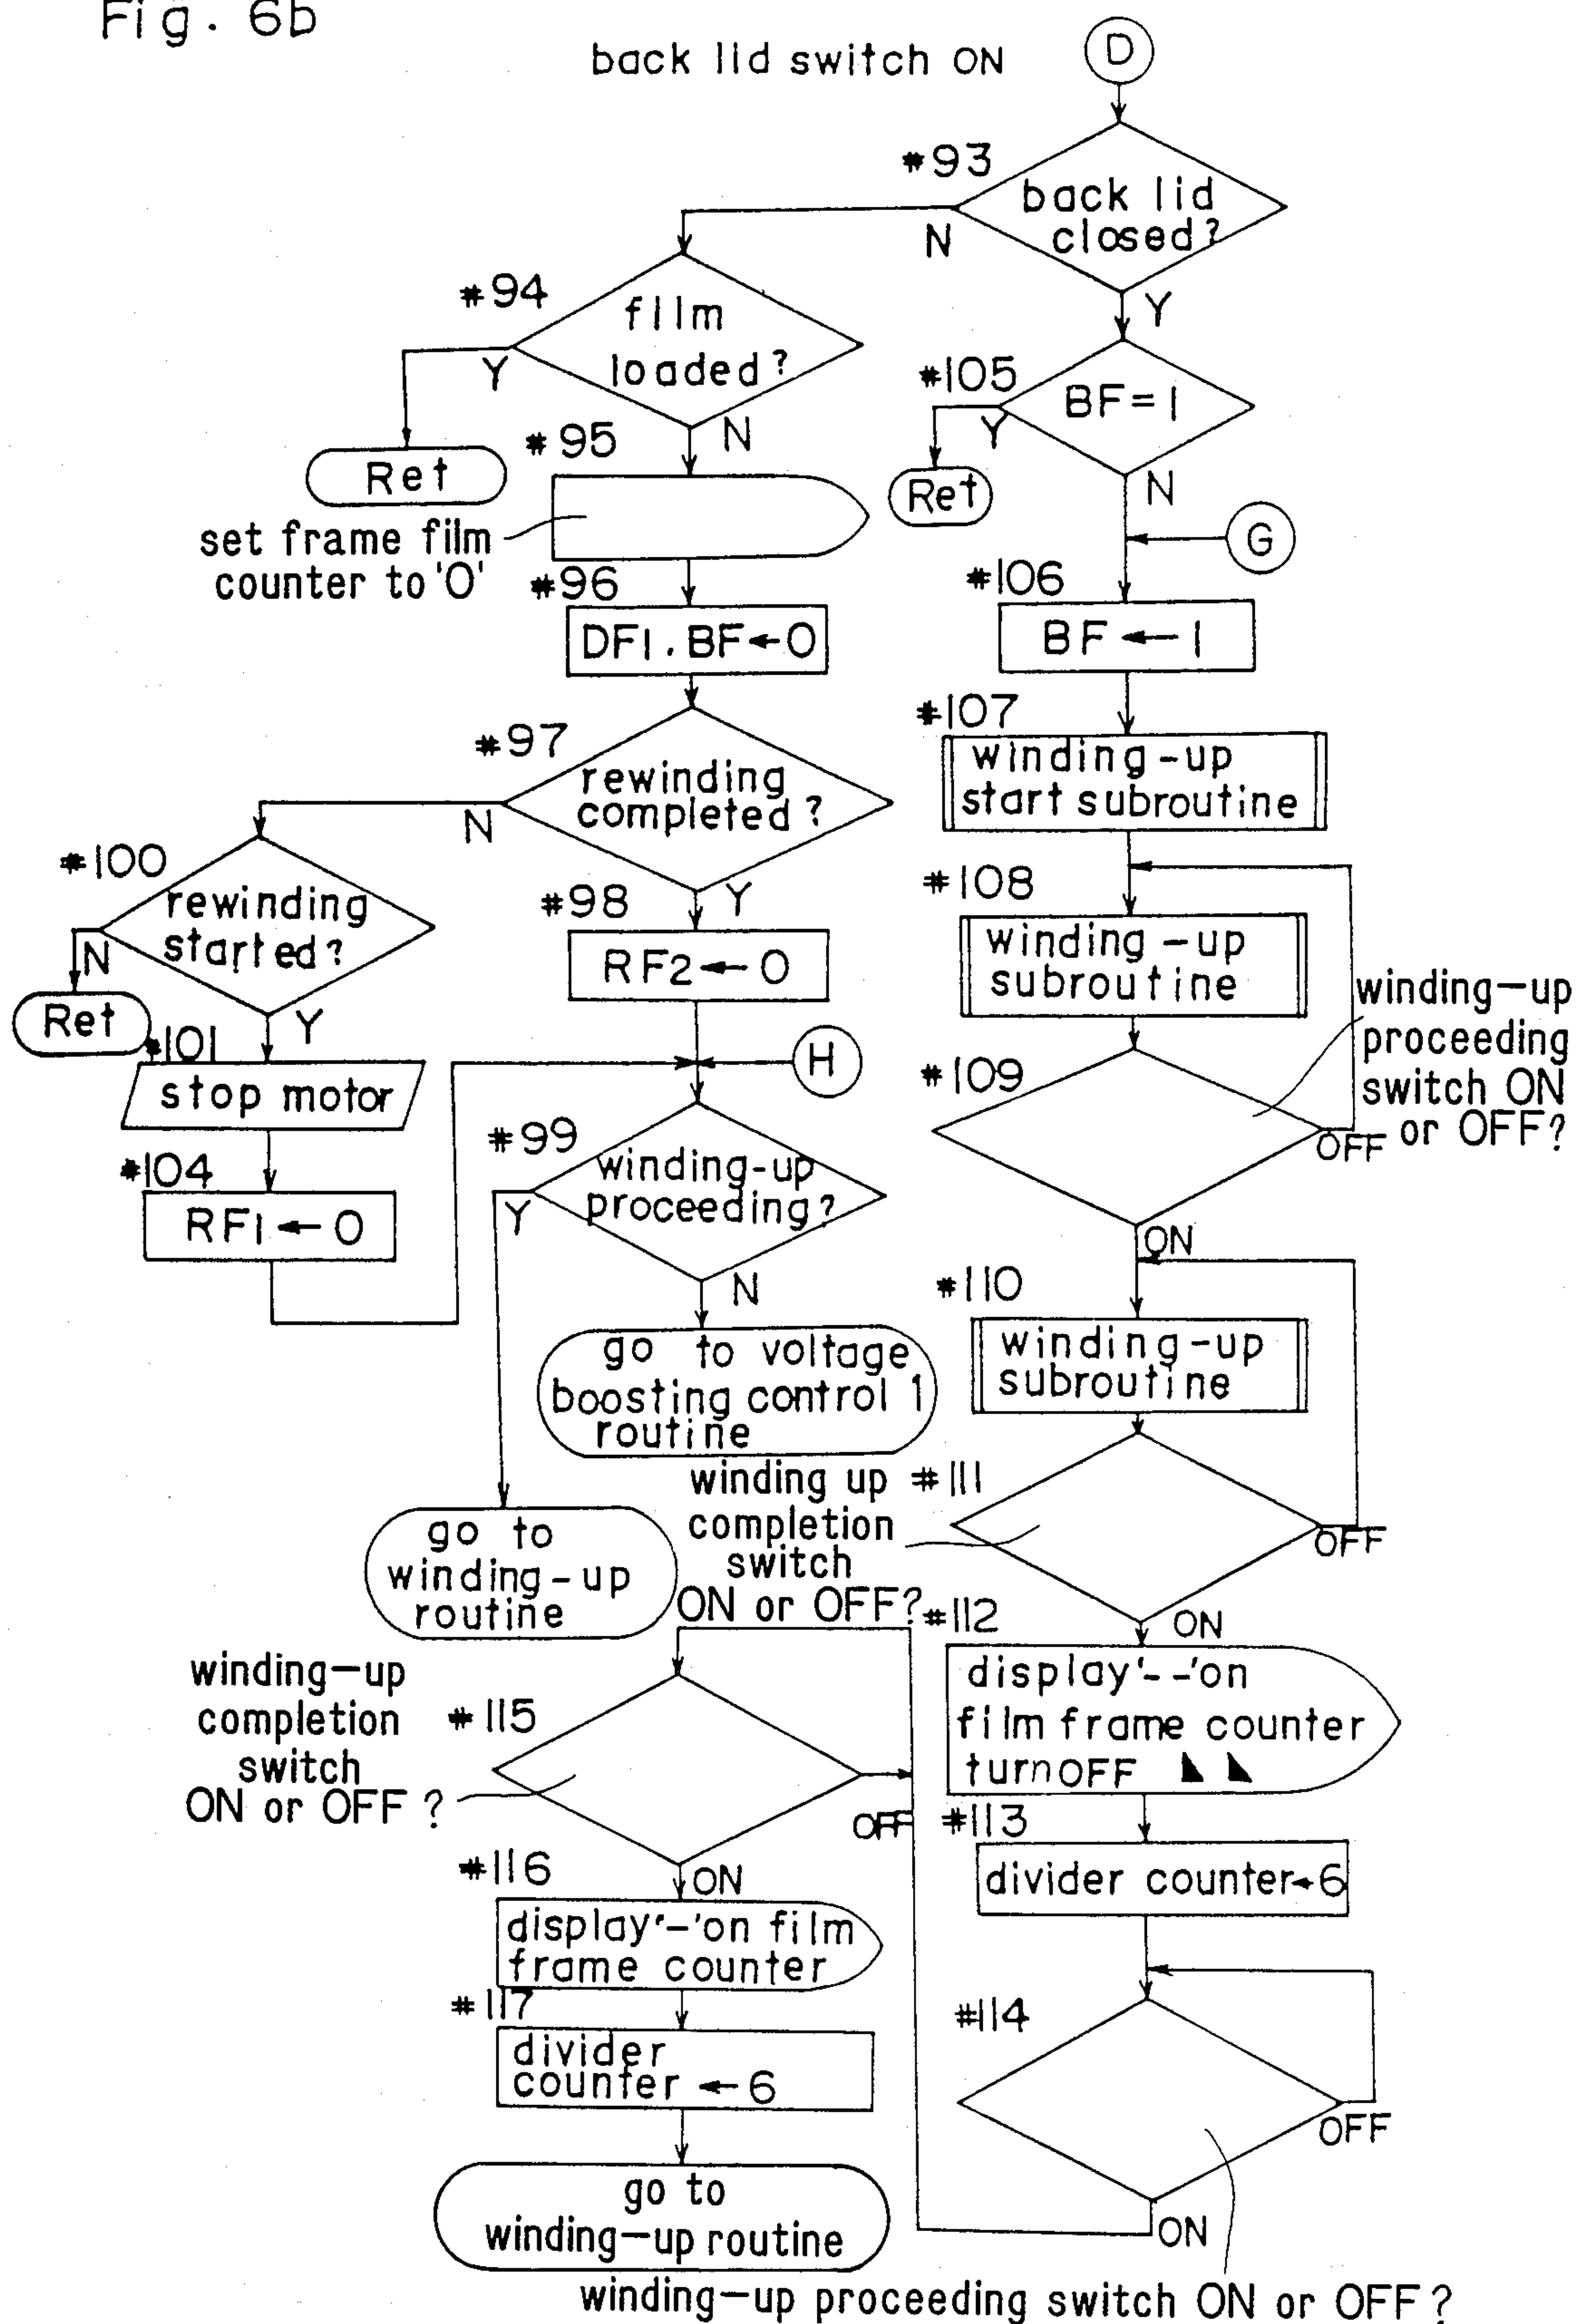 Fig. 6b
back lid switch ON
D
#93
back lid
closed?
N
Y
#94
film
loaded?
Y
N
Ret
#95
set frame film
counter to '0'
#96
DF1. BF←0
#97
rewinding
completed?
N
Y
#98
RF2←0
H
#99
winding-up
proceeding?
Y
N
go to voltage
boosting control 1
routine
go to
winding-up
routine
#100
rewinding
started?
N
Ret
Y
#101
stop motor
#104
RF1←0
#105
BF=1
Y
Ret
N
G
#106
BF←1
#107
winding-up
start subroutine
#108
winding-up
subroutine
#109
winding-up
proceeding
switch ON
or OFF?
OFF
ON
#110
winding-up
subroutine
winding up
completion
switch
ON or OFF?
#111
OFF
ON
#112
display'--'on
film frame counter
turn OFF ◣ ◣
#113
divider counter←6
#114
OFF
ON
winding-up proceeding switch ON or OFF?
winding-up
completion
switch
ON or OFF?
#115
OFF
ON
#116
display'-'on film
frame counter
#117
divider
counter ←6
go to
winding-up routine